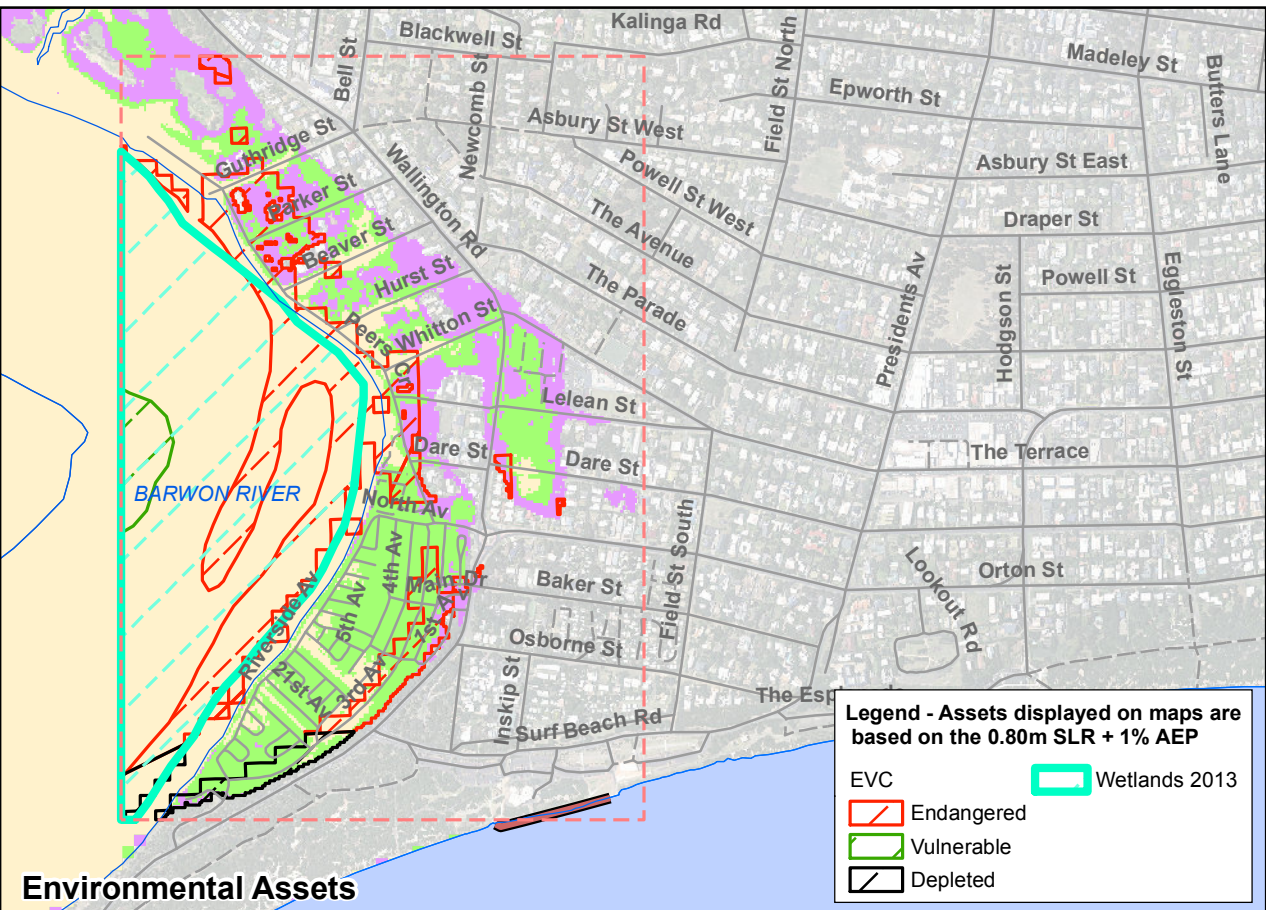 Kalinga Rd
Blackwell St
Madeley St
Bell St
Newcomb St
Field St North
Butters Lane
Epworth St
Asbury St West
Guthridge St
Wallington Rd
Powell St West
Asbury St East
Parker St
The Avenue
Draper St
Beaver St
Hurst St
The Parade
Powell St
Eggleston St
Presidents Av
Hodgson St
Peers Cr
Whitton St
Lelean St
The Terrace
Dare St
Dare St
BARWON RIVER
North Av
Field St South
4th Av
Main Dr
Baker St
Lookout Rd
Orton St
5th Av
1st Av
Riverside Av
Osborne St
21st Av
3rd Av
Inskip St
The
Surf Beach Rd
Legend - Assets displayed on maps are
based on the 0.80m SLR + 1% AEP
EVC
Wetlands 2013
Endangered
Vulnerable
Depleted
Environmental Assets